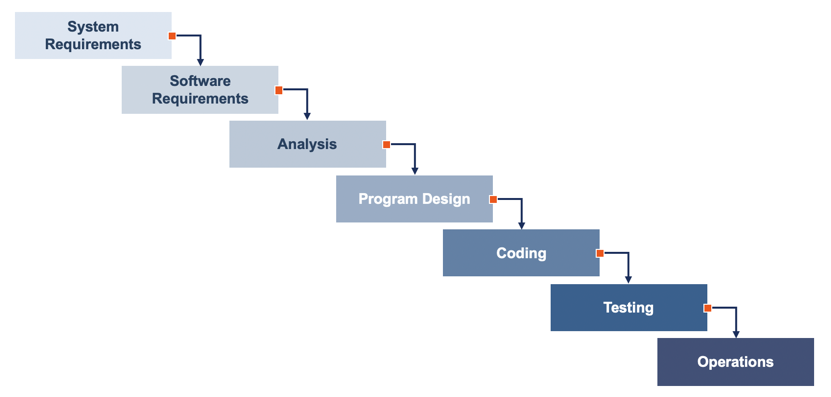 System
Requirements
Software
Requirements
Analysis
Program Design
Coding
Testing
Operations